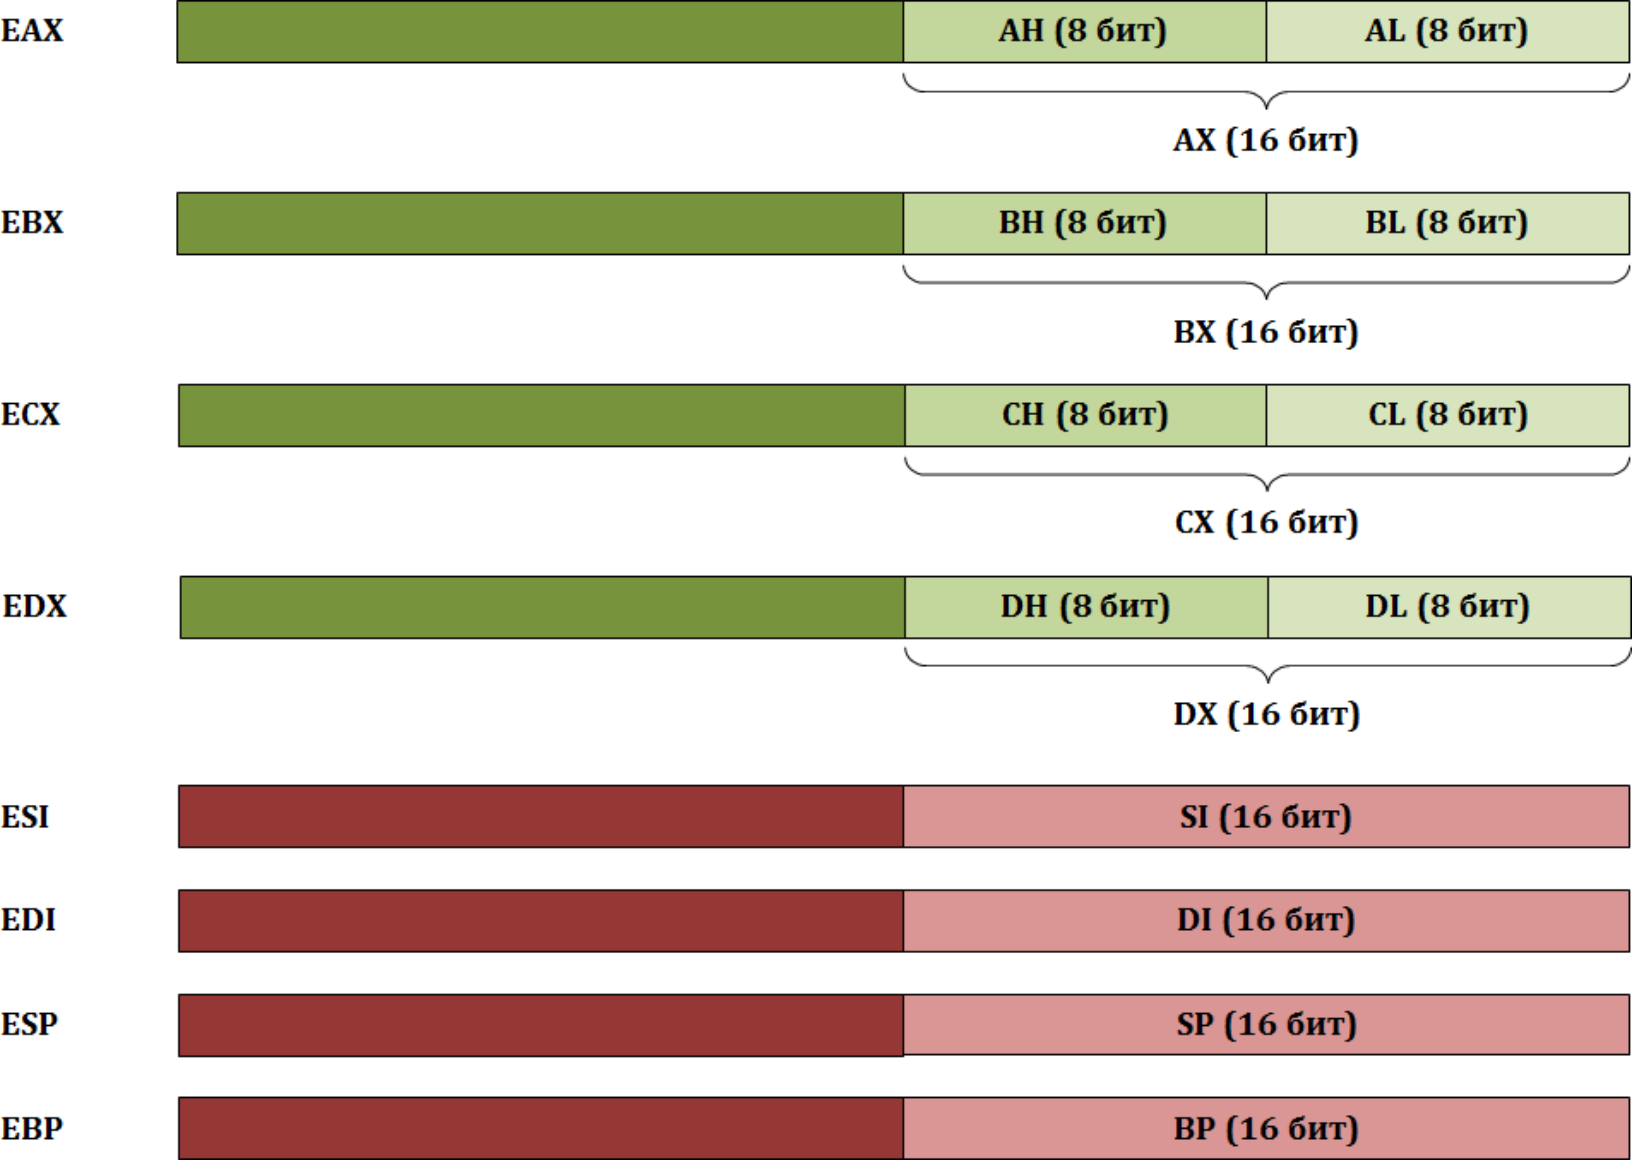 EAX AH (8 бит) AL (8 бит)
AX (16 бит)
EBX BH (8 бит) BL (8 бит)
BX (16 бит)
ECX CH (8 бит) CL (8 бит)
CX (16 бит)
EDX DH (8 бит) DL (8 бит)
DX (16 бит)
ESI SI (16 бит)
EDI DI (16 бит)
ESP SP (16 бит)
EBP BP (16 бит)